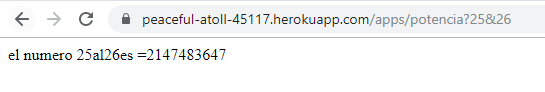 peaceful-atoll-45117.herokuapp.com/apps/potencia?25&26
el numero 25al26es =2147483647